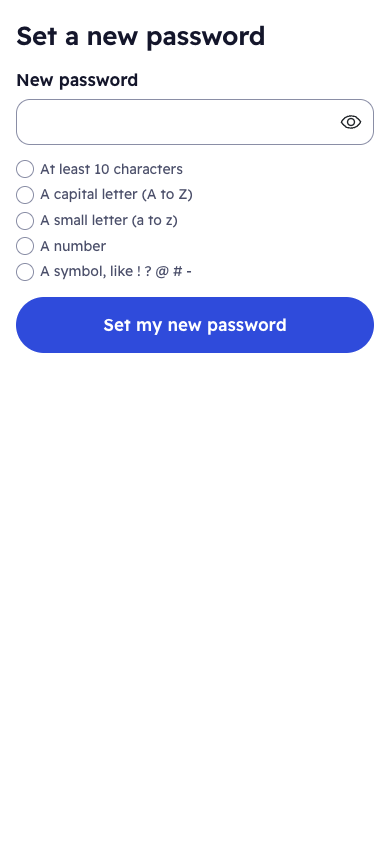 Set a new password
New password
At least 10 characters
A capital letter (A to Z)
A small letter (a to z)
A number
A symbol, like ! ? @ # -
Set my new password